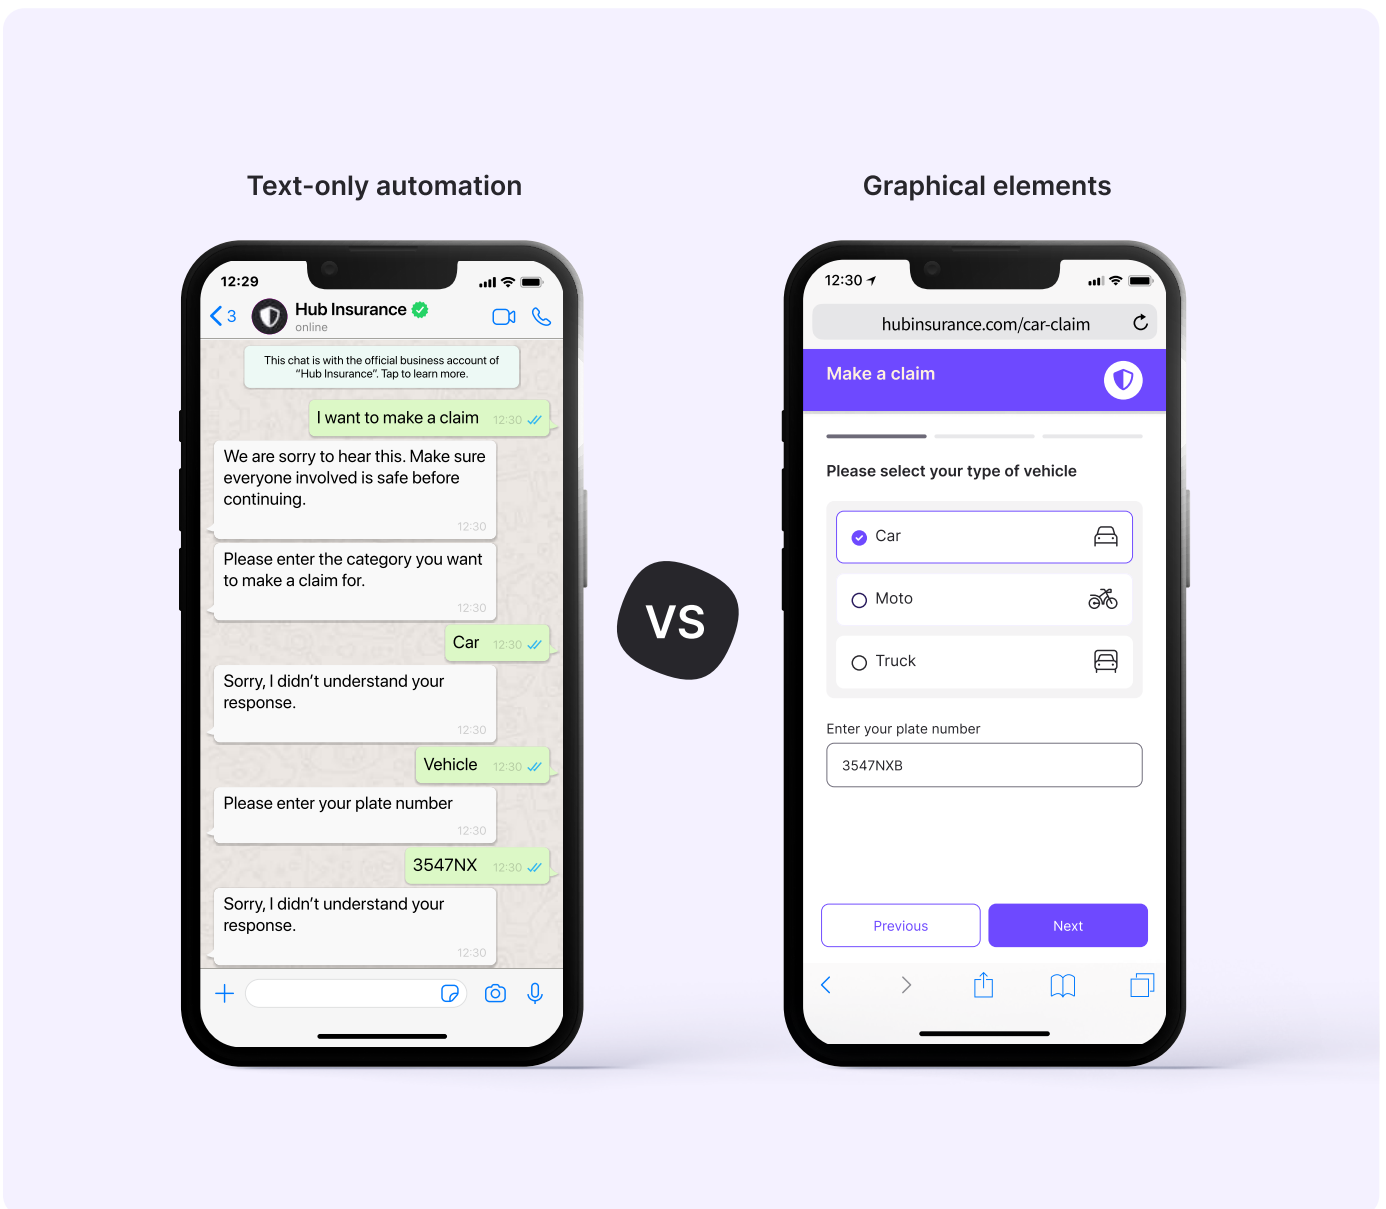 Text-only automation
12:29
3
Hub Insurance
online
This chat is with the official business account of
“Hub Insurance”. Tap to learn more.
I want to make a claim 12:30
We are sorry to hear this. Make sure
everyone involved is safe before
continuing.
12:30
Please enter the category you want
to make a claim for.
12:30
Car 12:30
Sorry, I didn’t understand your
response.
12:30
Vehicle 12:30
Please enter your plate number
12:30
3547NX 12:30
Sorry, I didn’t understand your
response.
12:30
VS
Graphical elements
12:30
hubinsurance.com/car-claim
Make a claim
Please select your type of vehicle
Car
Moto
Truck
Enter your plate number
3547NXB
Previous
Next